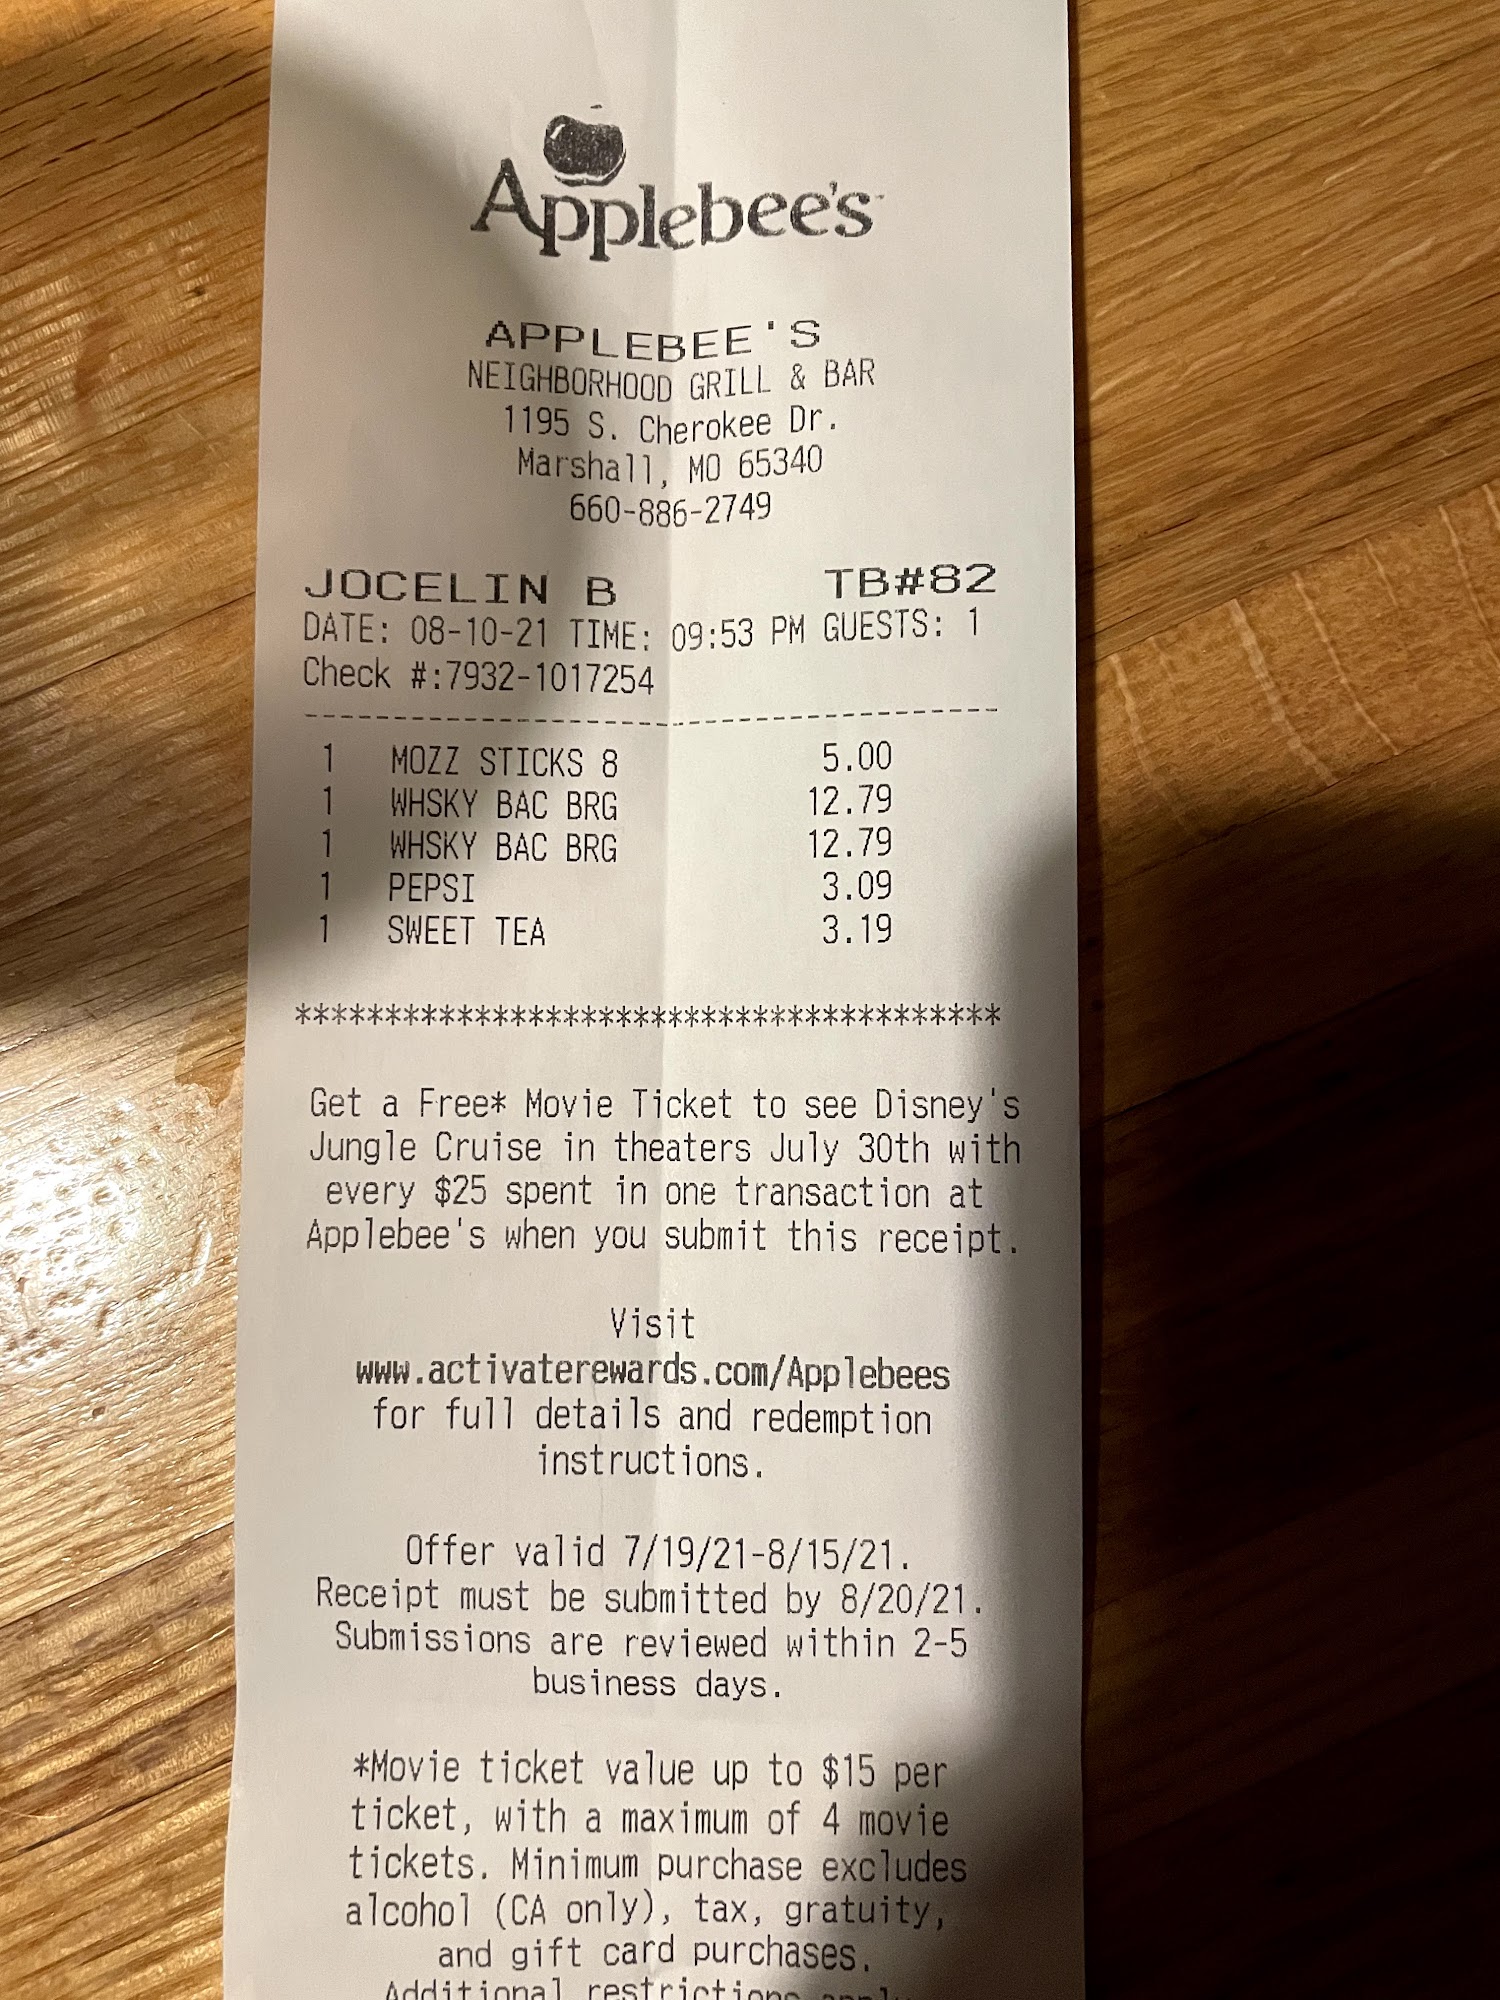 Applebee's
APPLEBEE'S
NEIGHBORHOOD GRILL & BAR
1195 S. Cherokee Dr.
Marshall, MO 65340
660-886-2749
JOCELIN B TB#82
DATE: 08-10-21 TIME: 09:53 PM GUESTS: 1
Check #:7932-1017254
----------------------------------------
1 MOZZ STICKS 8 5.00
1 WHSKY BAC BRG 12.79
1 WHSKY BAC BRG 12.79
1 PEPSI 3.09
1 SWEET TEA 3.19
****************************************
Get a Free* Movie Ticket to see Disney's
Jungle Cruise in theaters July 30th with
every $25 spent in one transaction at
Applebee's when you submit this receipt.
Visit
www.activaterewards.com/Applebees
for full details and redemption
instructions.
Offer valid 7/19/21-8/15/21.
Receipt must be submitted by 8/20/21.
Submissions are reviewed within 2-5
business days.
*Movie ticket value up to $15 per
ticket, with a maximum of 4 movie
tickets. Minimum purchase excludes
alcohol (CA only), tax, gratuity,
and gift card purchases.
Additional restrictions